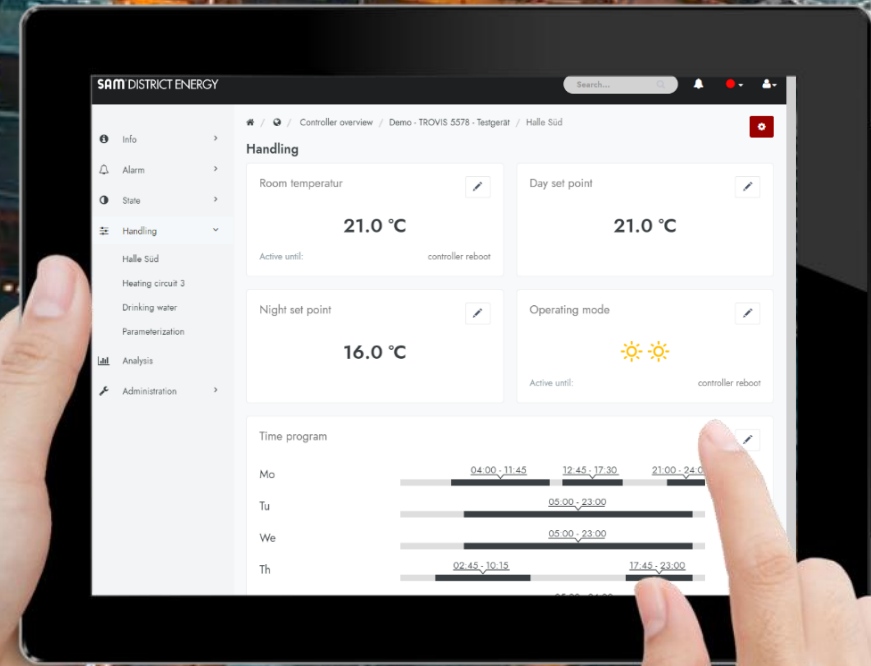 SAM DISTRICT ENERGY
Search...
/ / Controller overview / Demo - TROVIS 5578 - Testgerät / Halle Süd
Info
Alarm
State
Handling
Halle Süd
Heating circuit 3
Drinking water
Parameterization
Analysis
Administration
Handling
Room temperatur
21.0 °C
Active until: controller reboot
Day set point
21.0 °C
Night set point
16.0 °C
Operating mode
Active until: controller reboot
Time program
Mo 04:00 - 11:45 12:45 - 17:30 21:00 - 24:0
Tu 05:00 - 23:00
We 05:00 - 23:00
Th 02:45 - 10:15 17:45 - 23:00